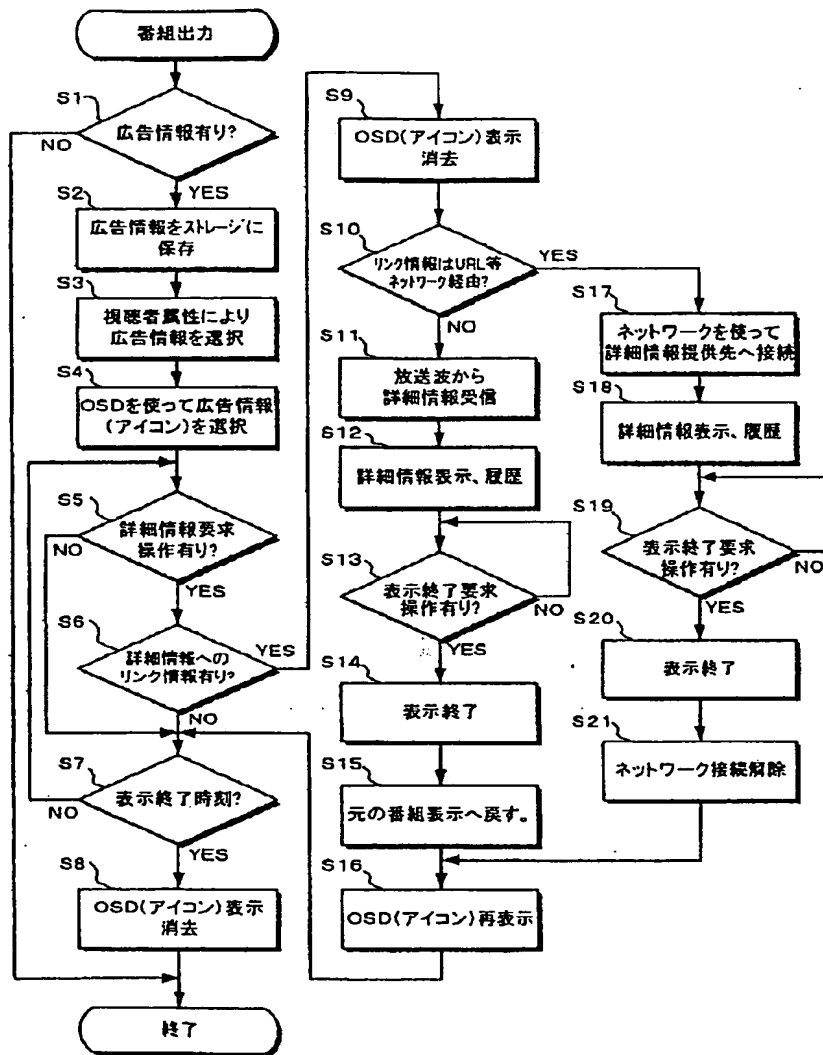 番組出力
S1
広告情報有り?
NO
YES
S2
広告情報をストレージに
保存
S3
視聴者属性により
広告情報を選択
S4
OSDを使って広告情報
(アイコン)を選択
S5
詳細情報要求
操作有り?
NO
YES
S6
詳細情報への
リンク情報有り?
YES
NO
S7
表示終了時刻?
NO
YES
S8
OSD(アイコン)表示
消去
終了
S9
OSD(アイコン)表示
消去
S10
リンク情報はURL等
ネットワーク経由?
YES
NO
S11
放送波から
詳細情報受信
S12
詳細情報表示、履歴
S13
表示終了要求
操作有り?
NO
YES
S14
表示終了
S15
元の番組表示へ戻す。
S16
OSD(アイコン)再表示
S17
ネットワークを使って
詳細情報提供先へ接続
S18
詳細情報表示、履歴
S19
表示終了要求
操作有り?
NO
YES
S20
表示終了
S21
ネットワーク接続解除